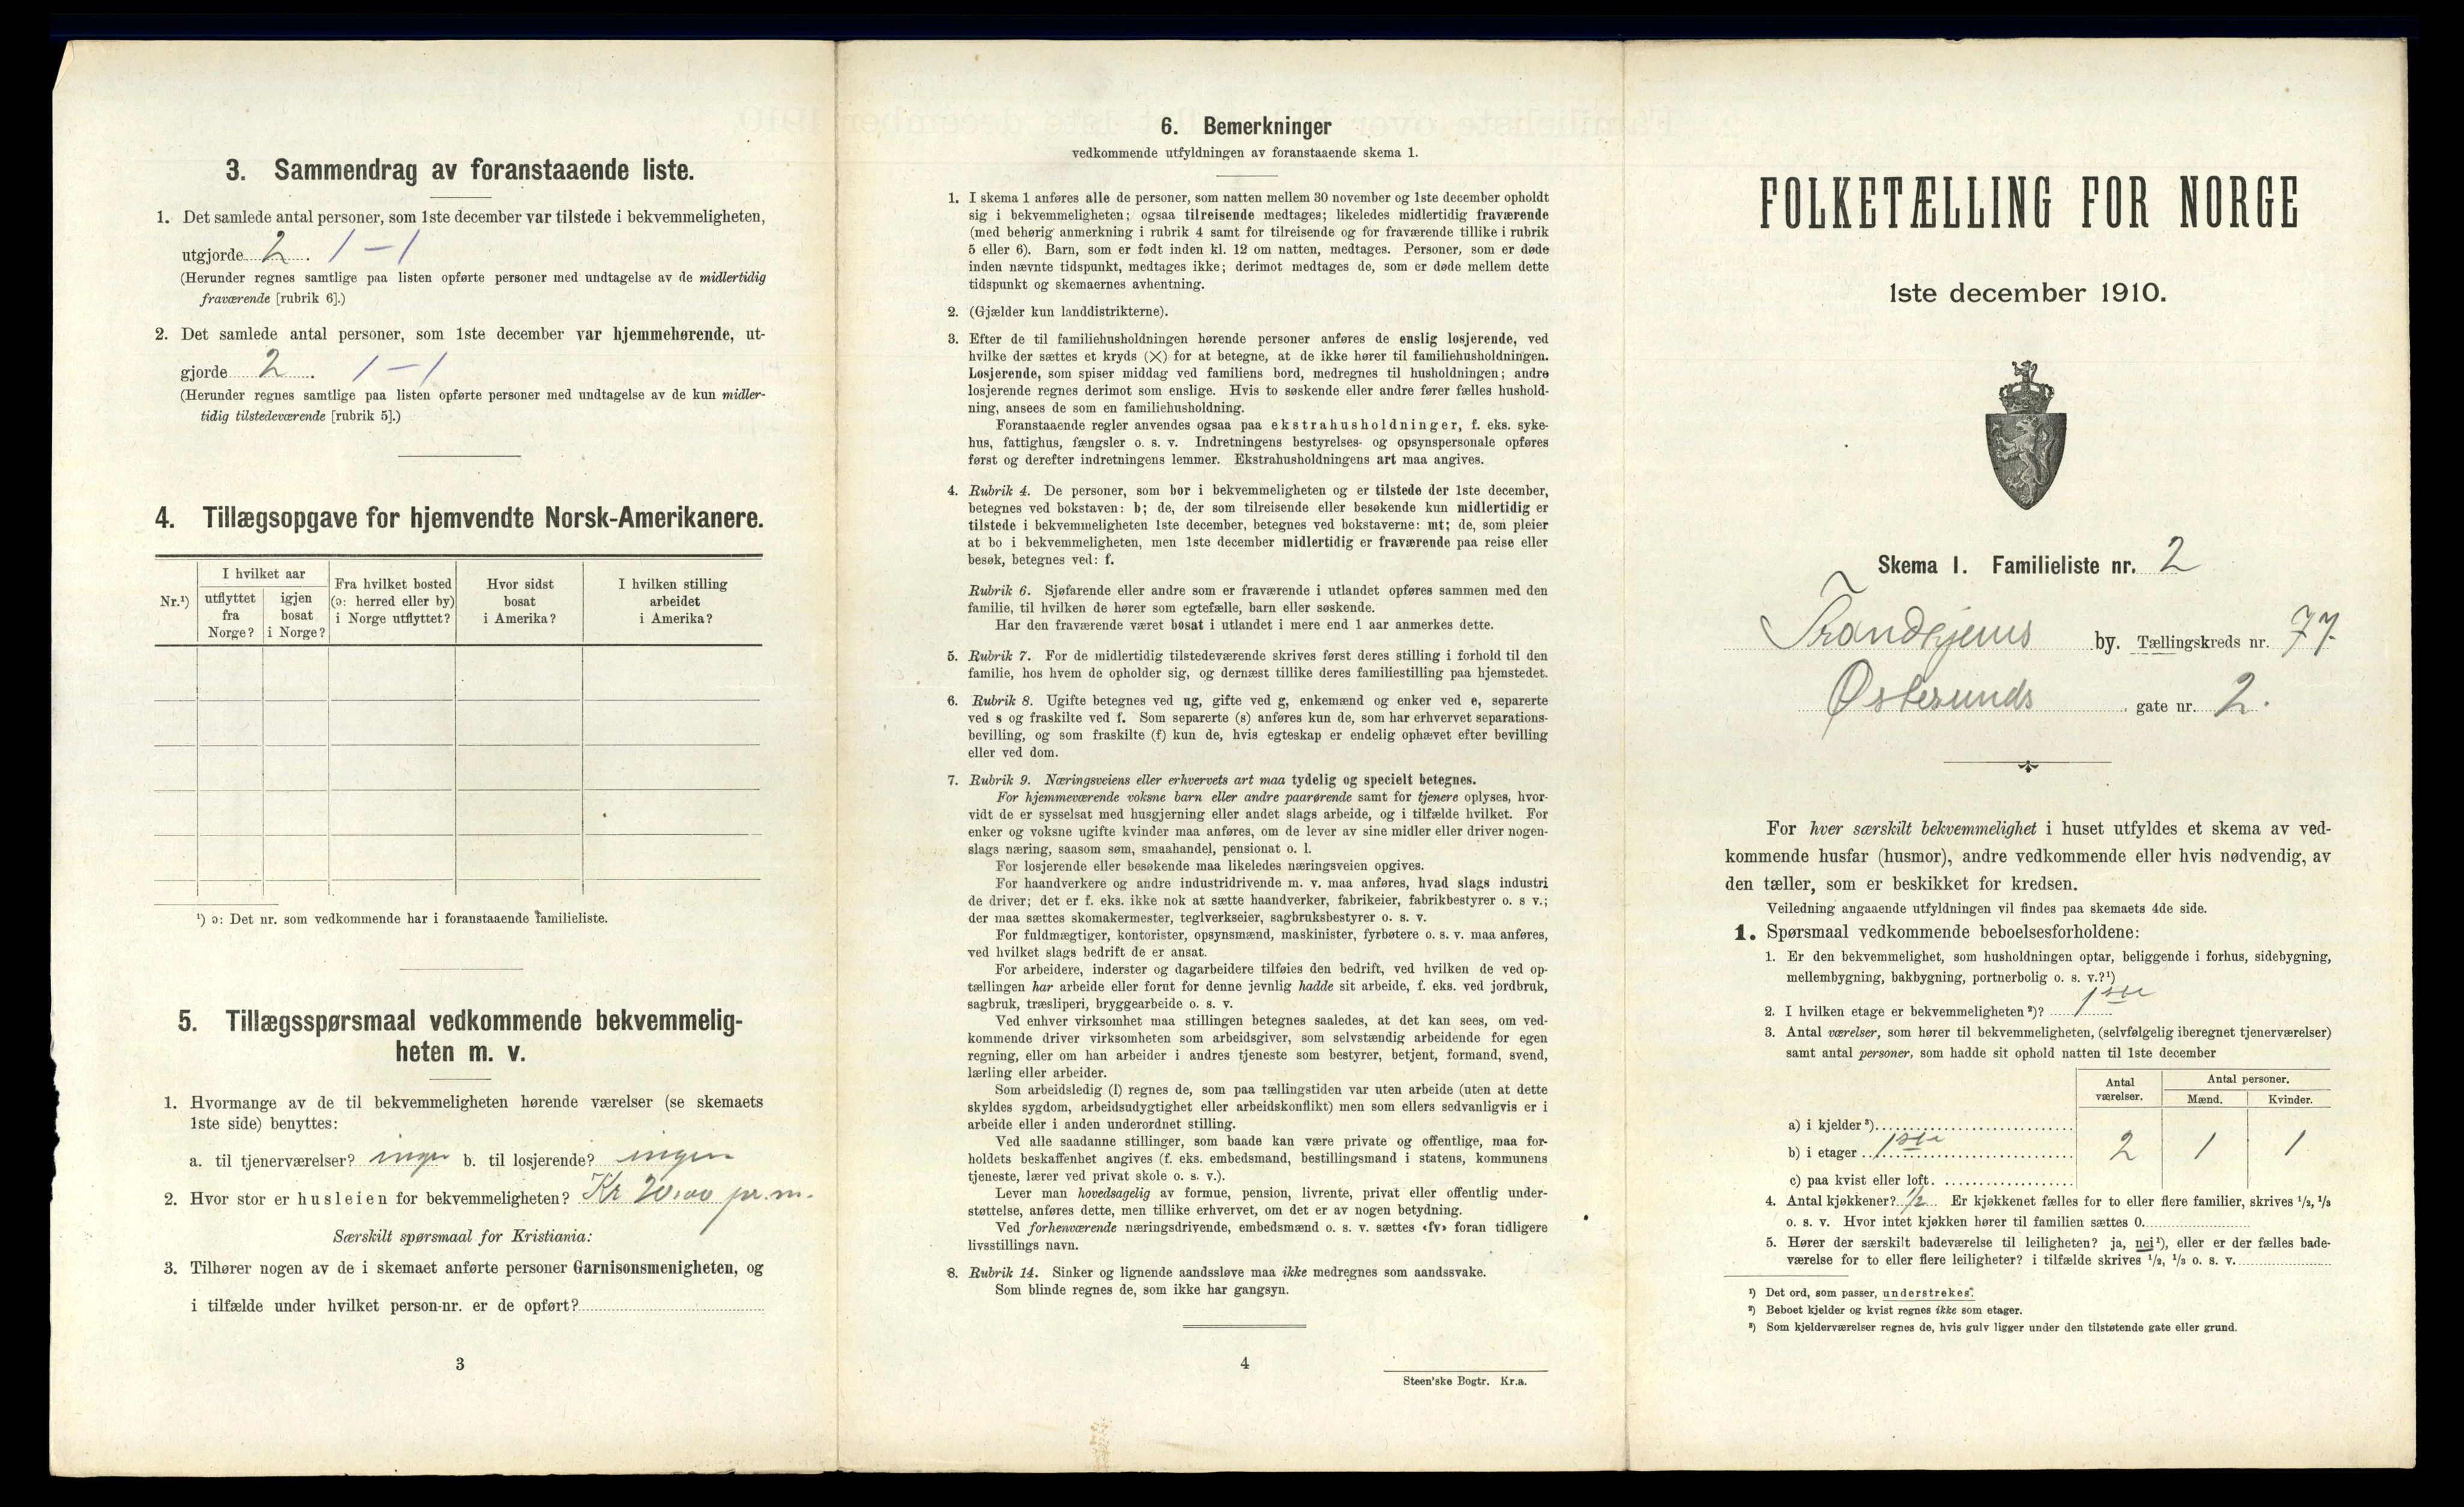 3. Sammendrag av foranstaaende liste.
1. Det samlede antal personer, som 1ste december var tilstede i bekvemmeligheten,
utgjorde 2 . 1 – 1
(Herunder regnes samtlige paa listen opførte personer med undtagelse av de midlertidig
fraværende [rubrik 6].)
2. Det samlede antal personer, som 1ste december var hjemmehørende, ut-
gjorde 2 . 1 – 1
(Herunder regnes samtlige paa listen opførte personer med undtagelse av de kun midler-
tidig tilstedeværende [rubrik 5].)
4. Tillægsopgave for hjemvendte Norsk-Amerikanere.
Nr.¹)
I hvilket aar
utflyttet
fra
Norge?
igjen
bosat
i Norge?
Fra hvilket bosted
(ɔ: herred eller by)
i Norge utflyttet?
Hvor sidst
bosat
i Amerika?
I hvilken stilling
arbeidet
i Amerika?
¹) ɔ: Det nr. som vedkommende har i foranstaaende familieliste.
5. Tillægsspørsmaal vedkommende bekvemmelig-
heten m. v.
1. Hvormange av de til bekvemmeligheten hørende værelser (se skemaets
1ste side) benyttes:
a. til tjenerværelser? ingen b. til losjerende? ingen
2. Hvor stor er husleien for bekvemmeligheten? Kr 20,00 pr. m.
Særskilt spørsmaal for Kristiania:
3. Tilhører nogen av de i skemaet anførte personer Garnisonsmenigheten, og
i tilfælde under hvilket person-nr. er de opført?
3
6. Bemerkninger
vedkommende utfyldningen av foranstaaende skema 1.
1. I skema 1 anføres alle de personer, som natten mellem 30 november og 1ste december opholdt
sig i bekvemmeligheten; ogsaa tilreisende medtages; likeledes midlertidig fraværende
(med behørig anmerkning i rubrik 4 samt for tilreisende og for fraværende tillike i rubrik
5 eller 6). Barn, som er født inden kl. 12 om natten, medtages. Personer, som er døde
inden nævnte tidspunkt, medtages ikke; derimot medtages de, som er døde mellem dette
tidspunkt og skemaernes avhentning.
2. (Gjælder kun landdistrikterne).
3. Efter de til familiehusholdningen hørende personer anføres de enslig losjerende, ved
hvilke der sættes et kryds (×) for at betegne, at de ikke hører til familiehusholdningen.
Losjerende, som spiser middag ved familiens bord, medregnes til husholdningen; andre
losjerende regnes derimot som enslige. Hvis to søskende eller andre fører fælles hushold-
ning, ansees de som en familiehusholdning.
Foranstaaende regler anvendes ogsaa paa ekstrahusholdninger, f. eks. syke-
hus, fattighus, fængsler o. s. v. Indretningens bestyrelses- og opsynspersonale opføres
først og derefter indretningens lemmer. Ekstrahusholdningens art maa angives.
4. Rubrik 4. De personer, som bor i bekvemmeligheten og er tilstede der 1ste december,
betegnes ved bokstaven: b; de, der som tilreisende eller besøkende kun midlertidig er
tilstede i bekvemmeligheten 1ste december, betegnes ved bokstaverne: mt; de, som pleier
at bo i bekvemmeligheten, men 1ste december midlertidig er fraværende paa reise eller
besøk, betegnes ved: f.
Rubrik 6. Sjøfarende eller andre som er fraværende i utlandet opføres sammen med den
familie, til hvilken de hører som egtefælle, barn eller søskende.
Har den fraværende været bosat i utlandet i mere end 1 aar anmerkes dette.
5. Rubrik 7. For de midlertidig tilstedeværende skrives først deres stilling i forhold til den
familie, hos hvem de opholder sig, og dernæst tillike deres familiestilling paa hjemstedet.
6. Rubrik 8. Ugifte betegnes ved ug, gifte ved g, enkemænd og enker ved e, separerte
ved s og fraskilte ved f. Som separerte (s) anføres kun de, som har erhvervet separations-
bevilling, og som fraskilte (f) kun de, hvis egteskap er endelig ophævet efter bevilling
eller ved dom.
7. Rubrik 9. Næringsveiens eller erhvervets art maa tydelig og specielt betegnes.
For hjemmeværende voksne barn eller andre paarørende samt for tjenere oplyses, hvor-
vidt de er sysselsat med husgjerning eller andet slags arbeide, og i tilfælde hvilket. For
enker og voksne ugifte kvinder maa anføres, om de lever av sine midler eller driver nogen-
slags næring, saasom søm, smaahandel, pensionat o. l.
For losjerende eller besøkende maa likeledes næringsveien opgives.
For haandverkere og andre industridrivende m. v. maa anføres, hvad slags industri
de driver; det er f. eks. ikke nok at sætte haandverker, fabrikeier, fabrikbestyrer o. s v.;
der maa sættes skomakermester, teglverkseier, sagbruksbestyrer o. s. v.
For fuldmægtiger, kontorister, opsynsmænd, maskinister, fyrbøtere o. s. v. maa anføres,
ved hvilket slags bedrift de er ansat.
For arbeidere, inderster og dagarbeidere tilføies den bedrift, ved hvilken de ved op-
tællingen har arbeide eller forut for denne jevnlig hadde sit arbeide, f. eks. ved jordbruk,
sagbruk, træsliperi, bryggearbeide o. s. v.
Ved enhver virksomhet maa stillingen betegnes saaledes, at det kan sees, om ved-
kommende driver virksomheten som arbeidsgiver, som selvstændig arbeidende for egen
regning, eller om han arbeider i andres tjeneste som bestyrer, betjent, formand, svend,
lærling eller arbeider.
Som arbeidsledig (l) regnes de, som paa tællingstiden var uten arbeide (uten at dette
skyldes sygdom, arbeidsudygtighet eller arbeidskonflikt) men som ellers sedvanligvis er i
arbeide eller i anden underordnet stilling.
Ved alle saadanne stillinger, som baade kan være private og offentlige, maa for-
holdets beskaffenhet angives (f. eks. embedsmand, bestillingsmand i statens, kommunens
tjeneste, lærer ved privat skole o. s. v.).
Lever man hovedsagelig av formue, pension, livrente, privat eller offentlig under-
støttelse, anføres dette, men tillike erhvervet, om det er av nogen betydning.
Ved forhenværende næringsdrivende, embedsmænd o. s. v. sættes «fv» foran tidligere
livsstillings navn.
8. Rubrik 14. Sinker og lignende aandssløve maa ikke medregnes som aandssvake.
Som blinde regnes de, som ikke har gangsyn.
4
Steen'ske Bogtr. Kr.a.
FOLKETÆLLING FOR NORGE
1ste december 1910.
Skema 1. Familieliste nr. 2
Trondhjems by. Tællingskreds nr. 77.
Østersunds gate nr. 2.
For hver særskilt bekvemmelighet i huset utfyldes et skema av ved-
kommende husfar (husmor), andre vedkommende eller hvis nødvendig, av
den tæller, som er beskikket for kredsen.
Veiledning angaaende utfyldningen vil findes paa skemaets 4de side.
1. Spørsmaal vedkommende beboelsesforholdene:
1. Er den bekvemmelighet, som husholdningen optar, beliggende i forhus, sidebygning,
mellembygning, bakbygning, portnerbolig o. s. v.?¹)
2. I hvilken etage er bekvemmeligheten²)? 1ste
3. Antal værelser, som hører til bekvemmeligheten, (selvfølgelig iberegnet tjenerværelser)
samt antal personer, som hadde sit ophold natten til 1ste december
Antal
værelser.
Antal personer.
Mænd. Kvinder.
a) i kjelder³)
b) i etager 1ste 2 1 1
c) paa kvist eller loft.
4. Antal kjøkkener? 1/2 Er kjøkkenet fælles for to eller flere familier, skrives ¹/₂, ¹/₃
o. s. v. Hvor intet kjøkken hører til familien sættes 0.
5. Hører der særskilt badeværelse til leiligheten? ja, nei¹), eller er der fælles bade-
værelse for to eller flere leiligheter? i tilfælde skrives ¹/₂, ¹/₃ o. s. v.
¹) Det ord, som passer, understrekes.
²) Beboet kjelder og kvist regnes ikke som etager.
³) Som kjelderværelser regnes de, hvis gulv ligger under den tilstøtende gate eller grund.